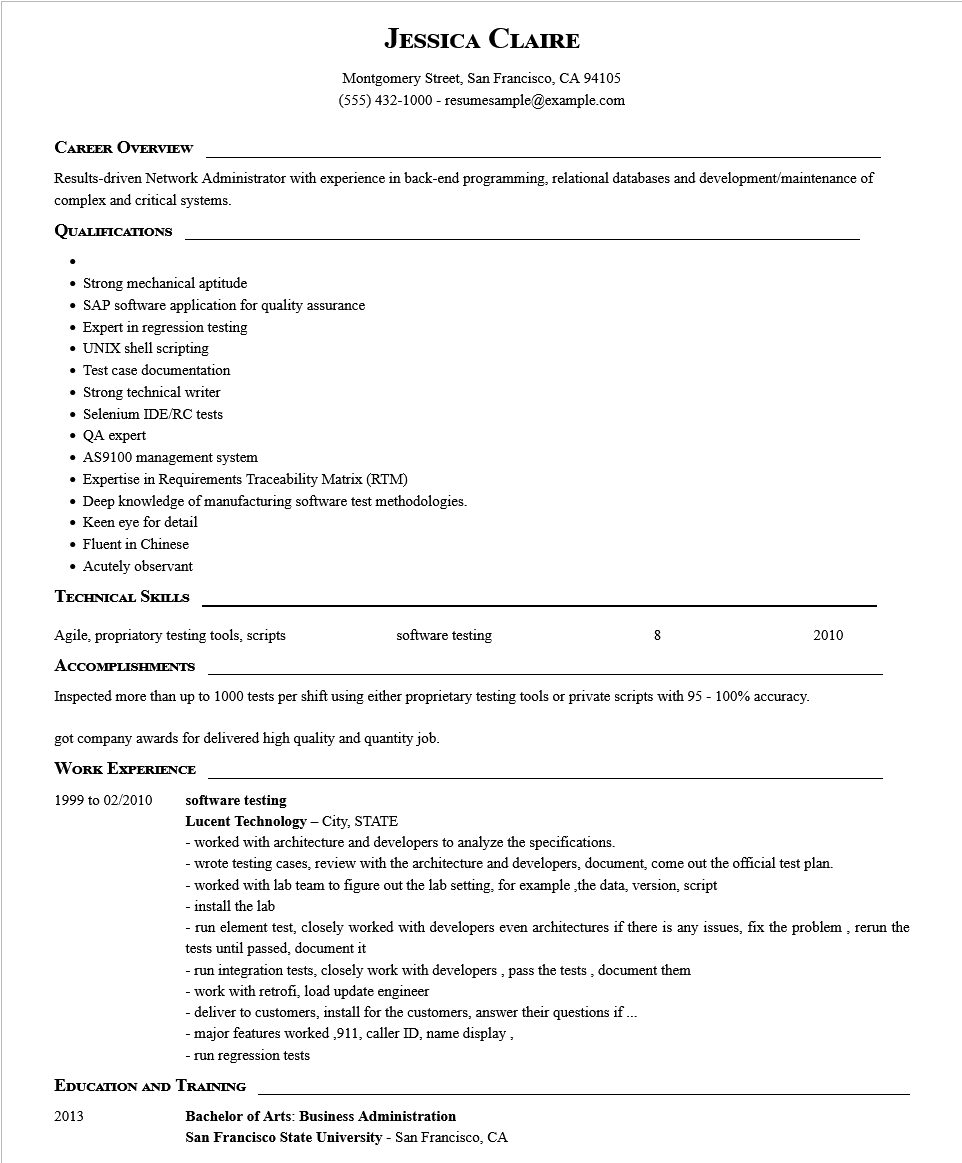 Jessica Claire
Montgomery Street, San Francisco, CA 94105
(555) 432-1000 - resumesample@example.com
Career Overview
Results-driven Network Administrator with experience in back-end programming, relational databases and development/maintenance of
complex and critical systems.
Qualifications
•
• Strong mechanical aptitude
• SAP software application for quality assurance
• Expert in regression testing
• UNIX shell scripting
• Test case documentation
• Strong technical writer
• Selenium IDE/RC tests
• QA expert
• AS9100 management system
• Expertise in Requirements Traceability Matrix (RTM)
• Deep knowledge of manufacturing software test methodologies.
• Keen eye for detail
• Fluent in Chinese
• Acutely observant
Technical Skills
Agile, propriatory testing tools, scripts software testing 8 2010
Accomplishments
Inspected more than up to 1000 tests per shift using either proprietary testing tools or private scripts with 95 - 100% accuracy.
got company awards for delivered high quality and quantity job.
Work Experience
1999 to 02/2010 software testing
Lucent Technology – City, STATE
- worked with architecture and developers to analyze the specifications.
- wrote testing cases, review with the architecture and developers, document, come out the official test plan.
- worked with lab team to figure out the lab setting, for example ,the data, version, script
- install the lab
- run element test, closely worked with developers even architectures if there is any issues, fix the problem , rerun the
tests until passed, document it
- run integration tests, closely work with developers , pass the tests , document them
- work with retrofi, load update engineer
- deliver to customers, install for the customers, answer their questions if ...
- major features worked ,911, caller ID, name display ,
- run regression tests
Education and Training
2013 Bachelor of Arts: Business Administration
San Francisco State University - San Francisco, CA